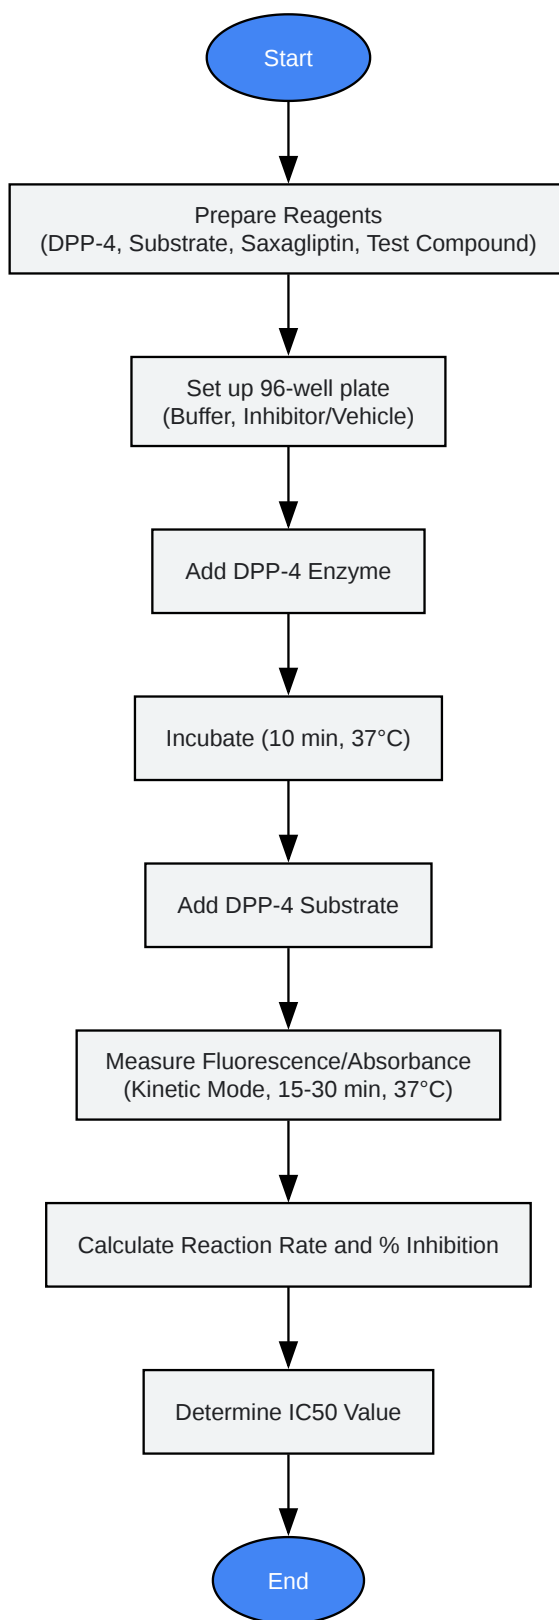 Start
Prepare Reagents
(DPP-4, Substrate, Saxagliptin, Test Compound)
Set up 96-well plate
(Buffer, Inhibitor/Vehicle)
Add DPP-4 Enzyme
Incubate (10 min, 37°C)
Add DPP-4 Substrate
Measure Fluorescence/Absorbance
(Kinetic Mode, 15-30 min, 37°C)
Calculate Reaction Rate and % Inhibition
Determine IC50 Value
End